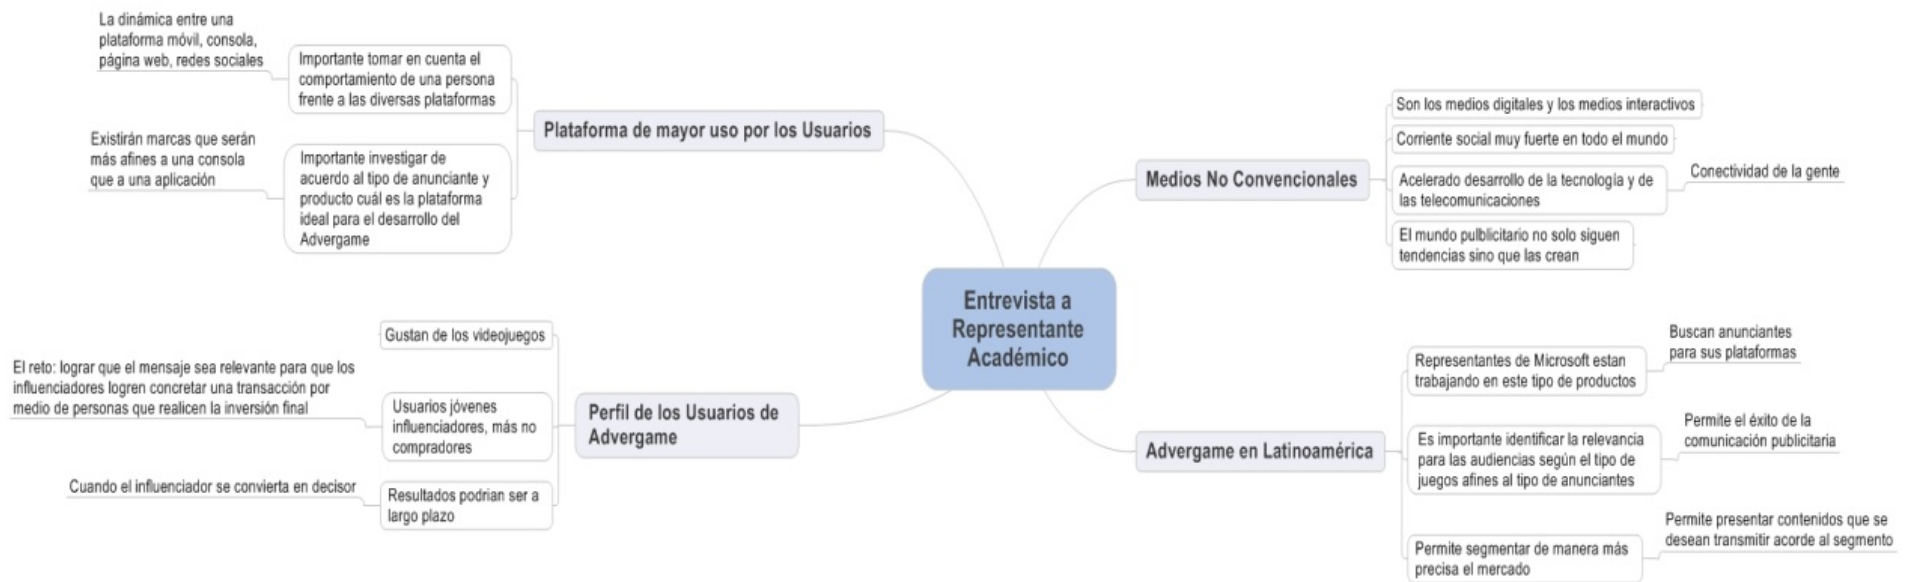 La dinámica entre una
plataforma móvil, consola,
página web, redes sociales
Importante tomar en cuenta el
comportamiento de una persona
frente a las diversas plataformas
Existirán marcas que serán
más afines a una consola
que a una aplicación
Importante investigar de
acuerdo al tipo de anunciante y
producto cuál es la plataforma
ideal para el desarrollo del
Advergame
Plataforma de mayor uso por los Usuarios
Gustan de los videojuegos
El reto: lograr que el mensaje sea relevante para que los
influenciadores logren concretar una transacción por
medio de personas que realicen la inversión final
Usuarios jóvenes
influenciadores, más no
compradores
Cuando el influenciador se convierta en decisor
Resultados podrian ser a
largo plazo
Perfil de los Usuarios de
Advergame
Entrevista a
Representante
Académico
Medios No Convencionales
Son los medios digitales y los medios interactivos
Corriente social muy fuerte en todo el mundo
Acelerado desarrollo de la tecnología y de
las telecomunicaciones
Conectividad de la gente
El mundo pulblicitario no solo siguen
tendencias sino que las crean
Advergame en Latinoamérica
Representantes de Microsoft estan
trabajando en este tipo de productos
Buscan anunciantes
para sus plataformas
Es importante identificar la relevancia
para las audiencias según el tipo de
juegos afines al tipo de anunciantes
Permite el éxito de la
comunicación publicitaria
Permite segmentar de manera más
precisa el mercado
Permite presentar contenidos que se
desean transmitir acorde al segmento